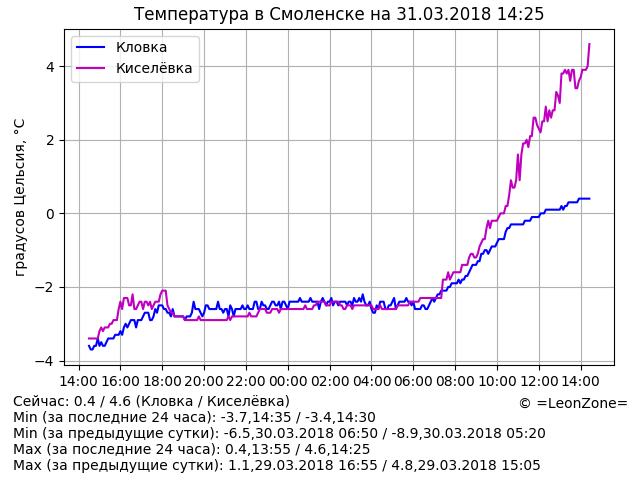 Температура в Смоленске на 31.03.2018 14:25
Кловка
Киселёвка
градусов Цельсия, °C
4
2
0
−2
−4
14:00 16:00 18:00 20:00 22:00 00:00 02:00 04:00 06:00 08:00 10:00 12:00 14:00
Сейчас: 0.4 / 4.6 (Кловка / Киселёвка)
© =LeonZone=
Min (за последние 24 часа): -3.7,14:35 / -3.4,14:30
Min (за предыдущие сутки): -6.5,30.03.2018 06:50 / -8.9,30.03.2018 05:20
Max (за последние 24 часа): 0.4,13:55 / 4.6,14:25
Max (за предыдущие сутки): 1.1,29.03.2018 16:55 / 4.8,29.03.2018 15:05